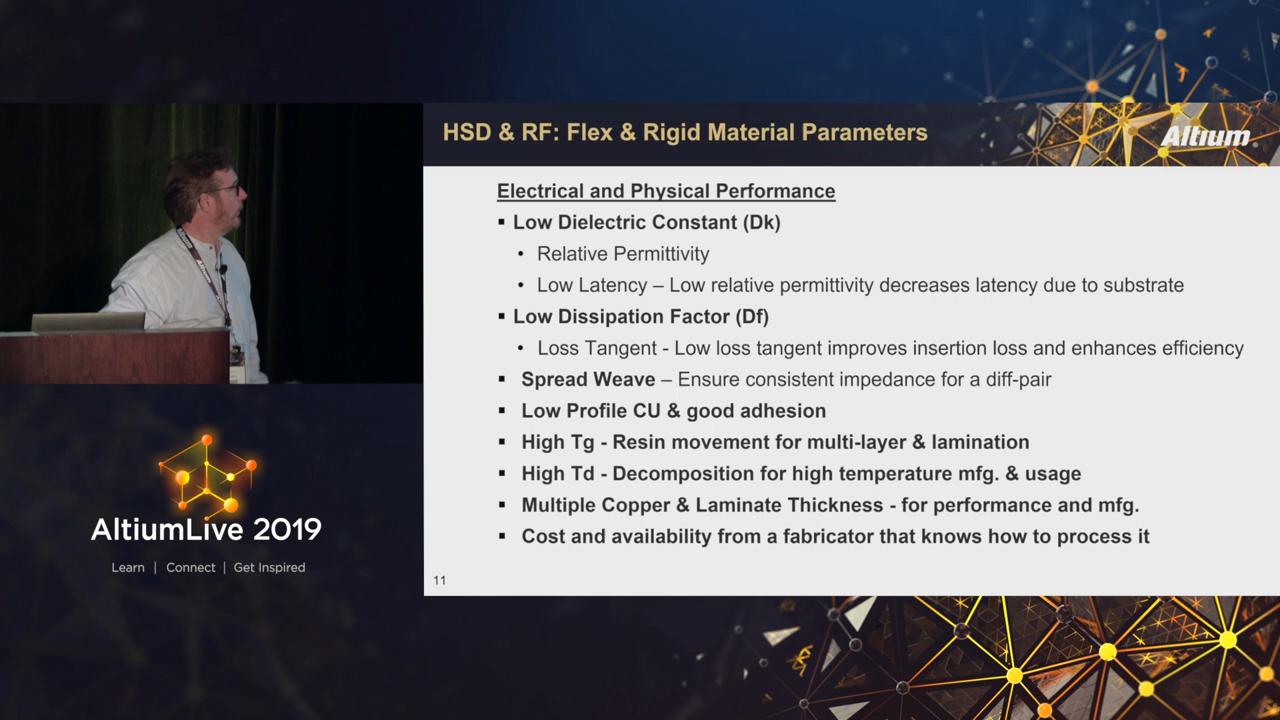 HSD & RF: Flex & Rigid Material Parameters
Altium
Electrical and Physical Performance
▪ Low Dielectric Constant (Dk)
• Relative Permittivity
• Low Latency – Low relative permittivity decreases latency due to substrate
▪ Low Dissipation Factor (Df)
• Loss Tangent - Low loss tangent improves insertion loss and enhances efficiency
▪ Spread Weave – Ensure consistent impedance for a diff-pair
▪ Low Profile CU & good adhesion
▪ High Tg - Resin movement for multi-layer & lamination
▪ High Td - Decomposition for high temperature mfg. & usage
▪ Multiple Copper & Laminate Thickness - for performance and mfg.
▪ Cost and availability from a fabricator that knows how to process it
11
AltiumLive 2019
Learn | Connect | Get Inspired